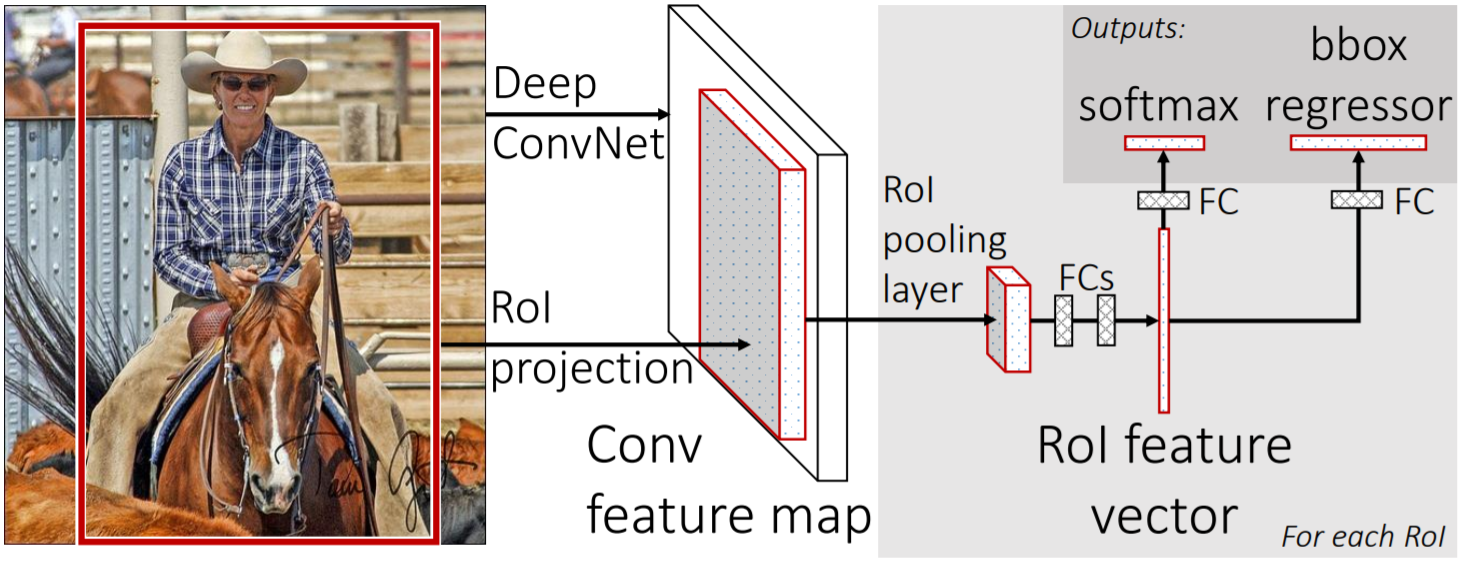 Deep
ConvNet
RoI
projection
Conv
feature map
RoI
pooling
layer
FCs
Outputs:
softmax
bbox
regressor
FC
FC
RoI feature
vector
For each RoI